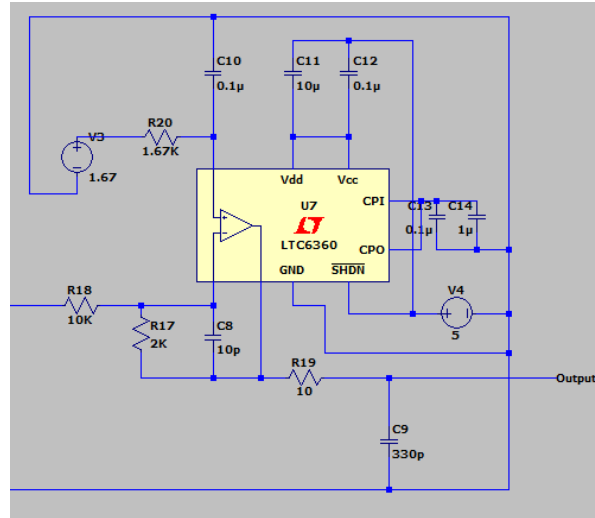 C10
0.1µ
C11
10µ
C12
0.1µ
R20
1.67K
V3
1.67
Vdd
Vcc
U7
LTC6360
CPI
CPO
GND
SHDN
C13
0.1µ
C14
1µ
V4
5
R18
10K
R17
2K
C8
10p
R19
10
Output
C9
330p